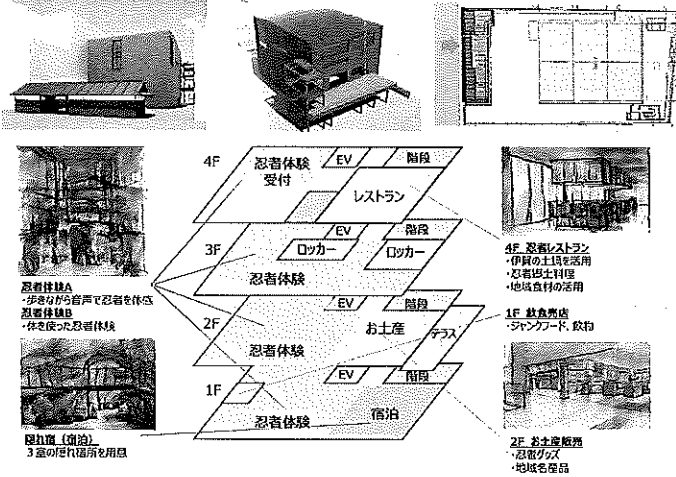 4F
忍者体験
受付
EV
階段
レストラン
3F
EV
階段
ロッカー
ロッカー
忍者体験
2F
EV
階段
お土産
テラス
忍者体験
1F
EV
階段
忍者体験
宿泊
忍者体験A
・歩きながら音声で忍者を体感
忍者体験B
・体を使った忍者体験
隠れ宿（宿泊）
3室の隠れ宿所を用意
4F 忍者レストラン
・伊賀の土鍋を活用
・忍者郷土料理
・地域食材の活用
1F 飲食売店
・ジャンクフード、飲物
2F お土産販売
・忍者グッズ
・地域名産品